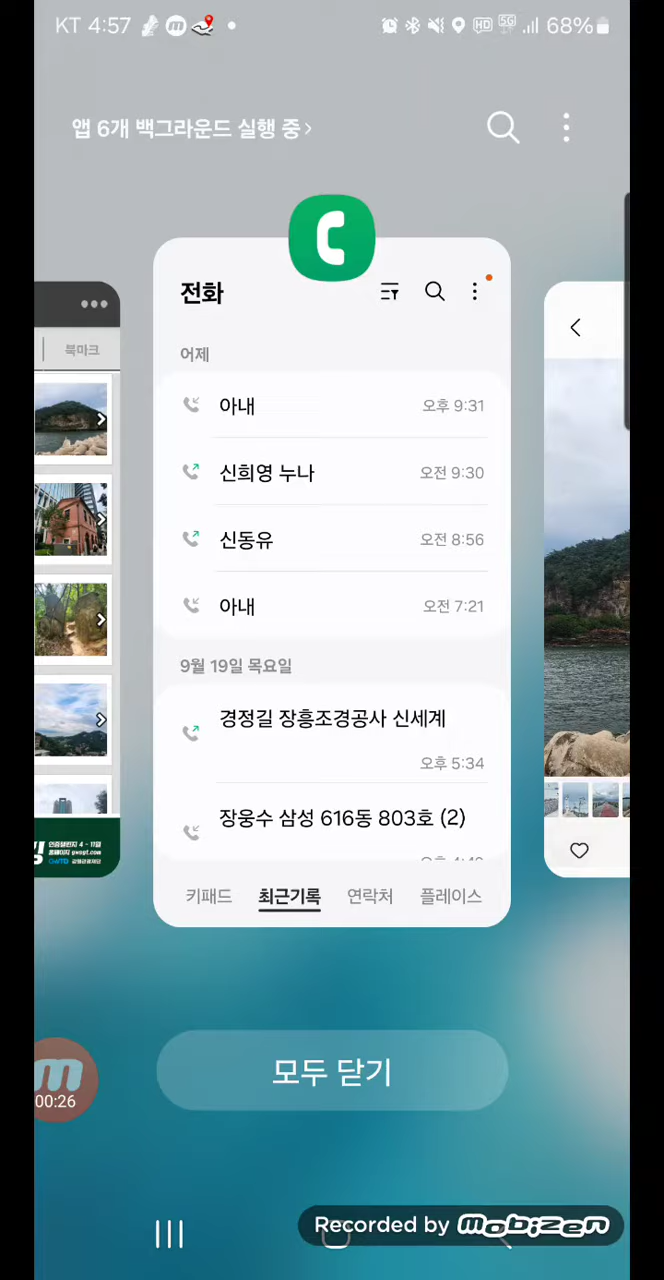 KT 4:57
HD 5G 68%
앱 6개 백그라운드 실행 중
북마크
전화
어제
아내 오후 9:31
신희영 누나 오전 9:30
신동유 오전 8:56
아내 오전 7:21
9월 19일 목요일
경정길 장흥조경공사 신세계
오후 5:34
장웅수 삼성 616동 803호 (2)
키패드 최근기록 연락처 플레이스
모두 닫기
m
00:26
Recorded by mobizen